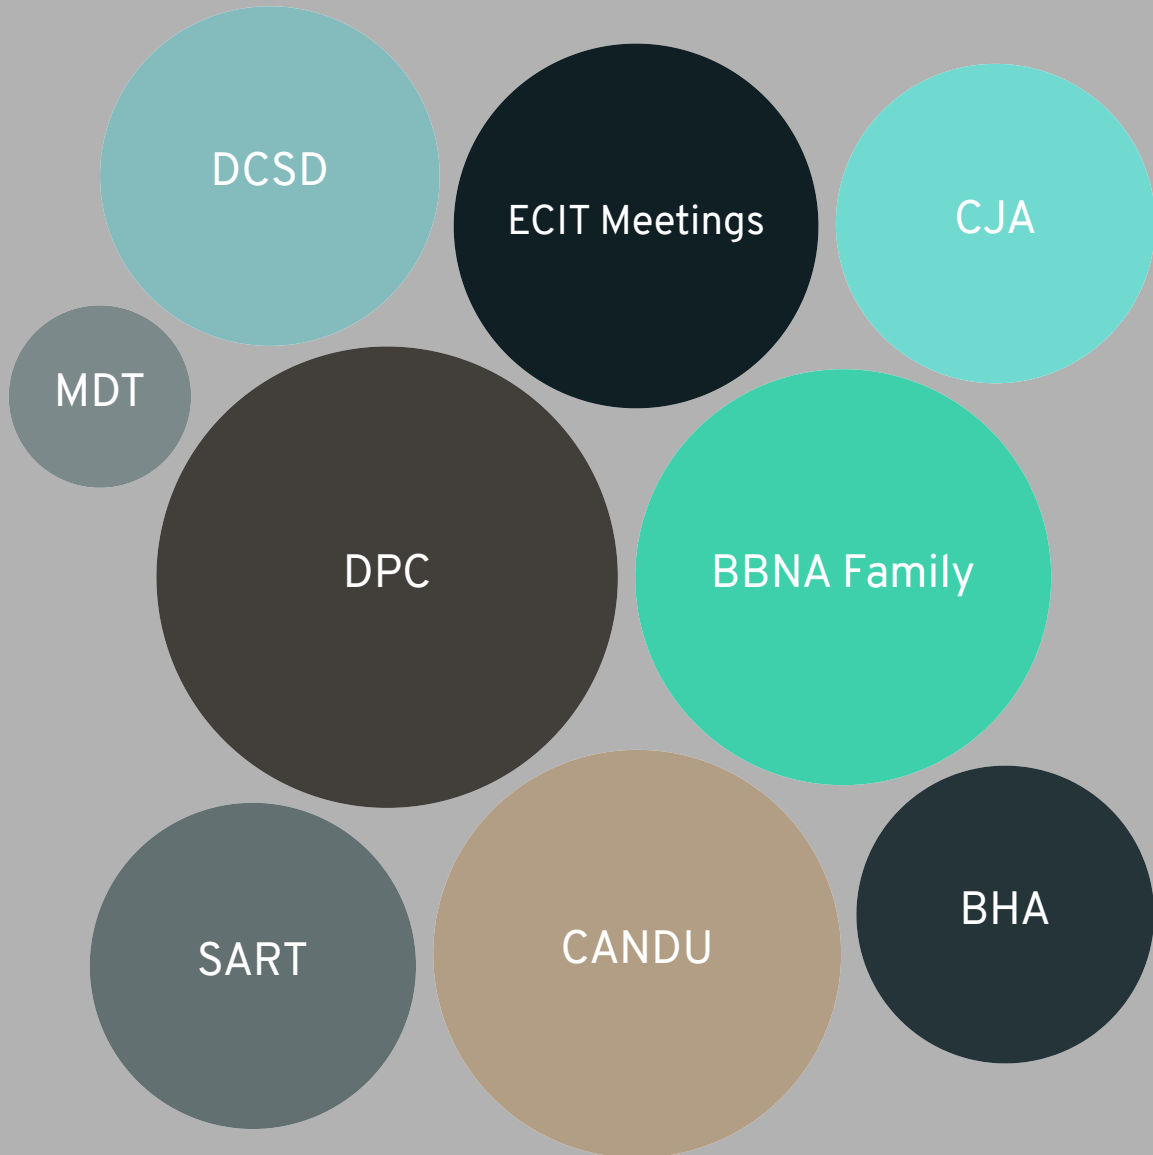 DCSD
ECIT Meetings
CJA
MDT
DPC
BBNA Family
SART
CANDU
BHA